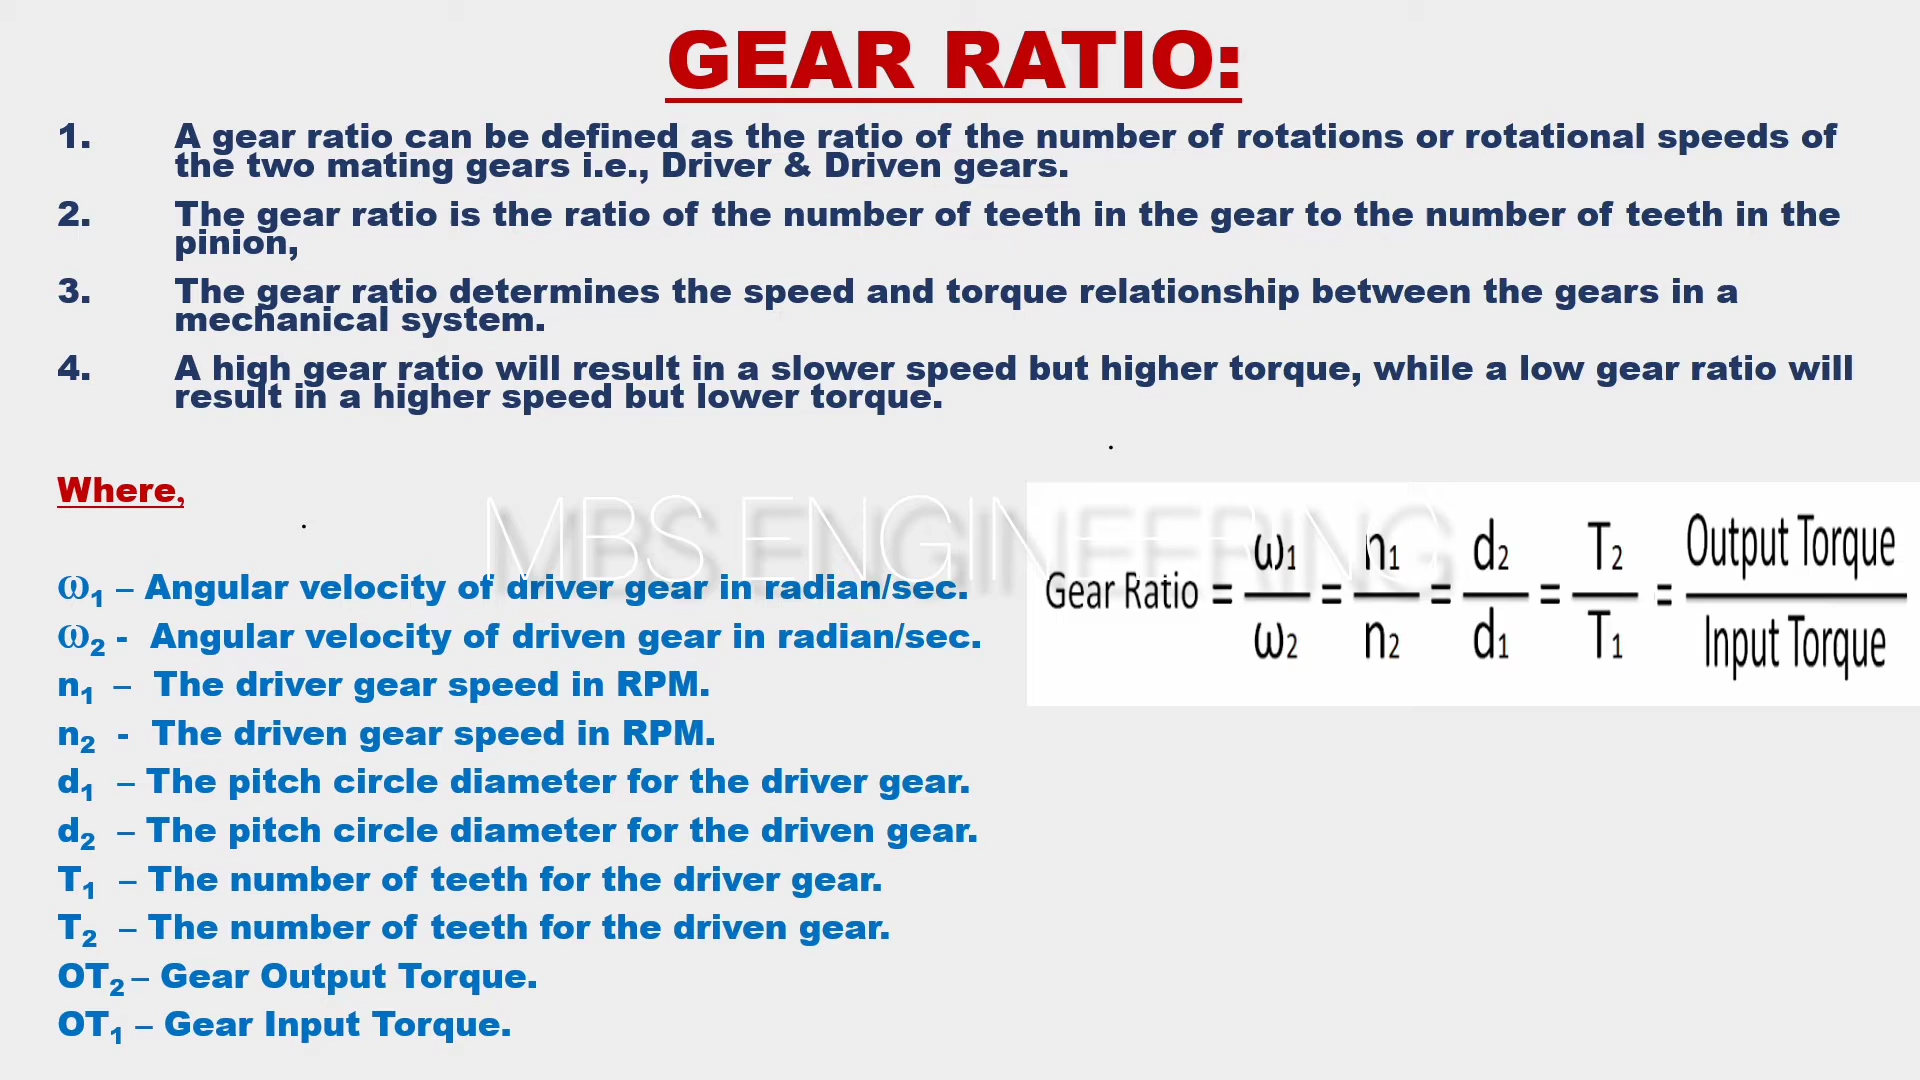 GEAR RATIO:
1. A gear ratio can be defined as the ratio of the number of rotations or rotational speeds of
the two mating gears i.e., Driver & Driven gears.
2. The gear ratio is the ratio of the number of teeth in the gear to the number of teeth in the
pinion,
3. The gear ratio determines the speed and torque relationship between the gears in a
mechanical system.
4. A high gear ratio will result in a slower speed but higher torque, while a low gear ratio will
result in a higher speed but lower torque.
Where,
MBS ENGINEERING
ω₁ – Angular velocity of driver gear in radian/sec.
ω₂ - Angular velocity of driven gear in radian/sec.
n₁ – The driver gear speed in RPM.
n₂ - The driven gear speed in RPM.
d₁ – The pitch circle diameter for the driver gear.
d₂ – The pitch circle diameter for the driven gear.
T₁ – The number of teeth for the driver gear.
T₂ – The number of teeth for the driven gear.
OT₂ – Gear Output Torque.
OT₁ – Gear Input Torque.
Gear Ratio = ω₁/ω₂ = n₁/n₂ = d₂/d₁ = T₂/T₁ = Output Torque/Input Torque